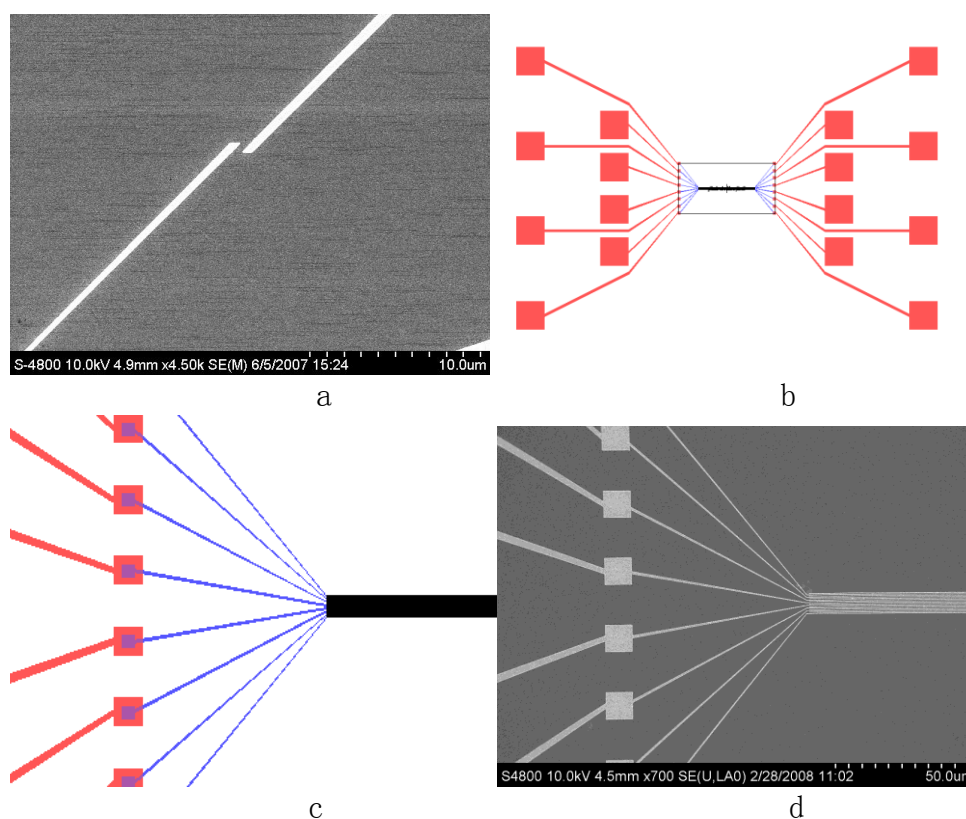 S-4800 10.0kV 4.9mm x4.50k SE(M) 6/5/2007 15:24 10.0um
a
b
c
S4800 10.0kV 4.5mm x700 SE(U,LA0) 2/28/2008 11:02 50.0um
d